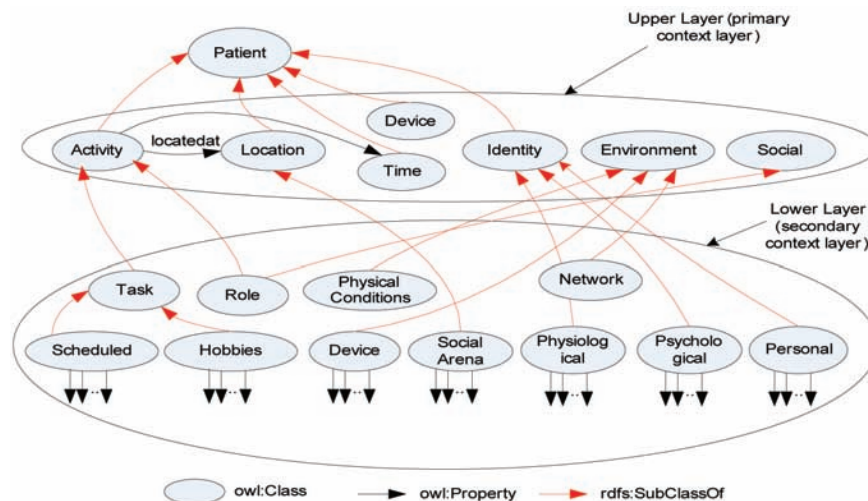 Upper Layer (primary
context layer)
Patient
Device
Activity
locatedat
Location
Time
Identity
Environment
Social
Lower Layer
(secondary
context layer)
Task
Role
Physical
Conditions
Network
Scheduled
Hobbies
Device
Social
Arena
Physiolog
ical
Psycholo
gical
Personal
owl:Class
owl:Property
rdfs:SubClassOf